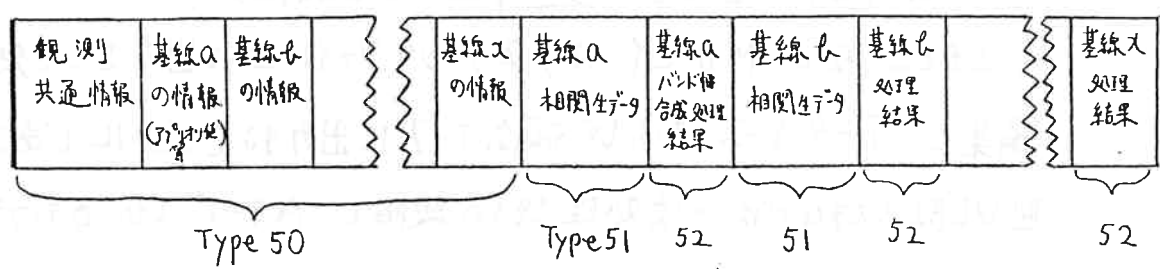 観測
共通情報
基線a
の情報
(アプリオリ値)
等
基線b
の情報
基線x
の情報
基線a
相関生データ
基線a
バンド幅
合成処理
結果
基線b
相関生データ
基線b
処理
結果
基線x
処理
結果
Type 50
Type 51
52
51
52
52